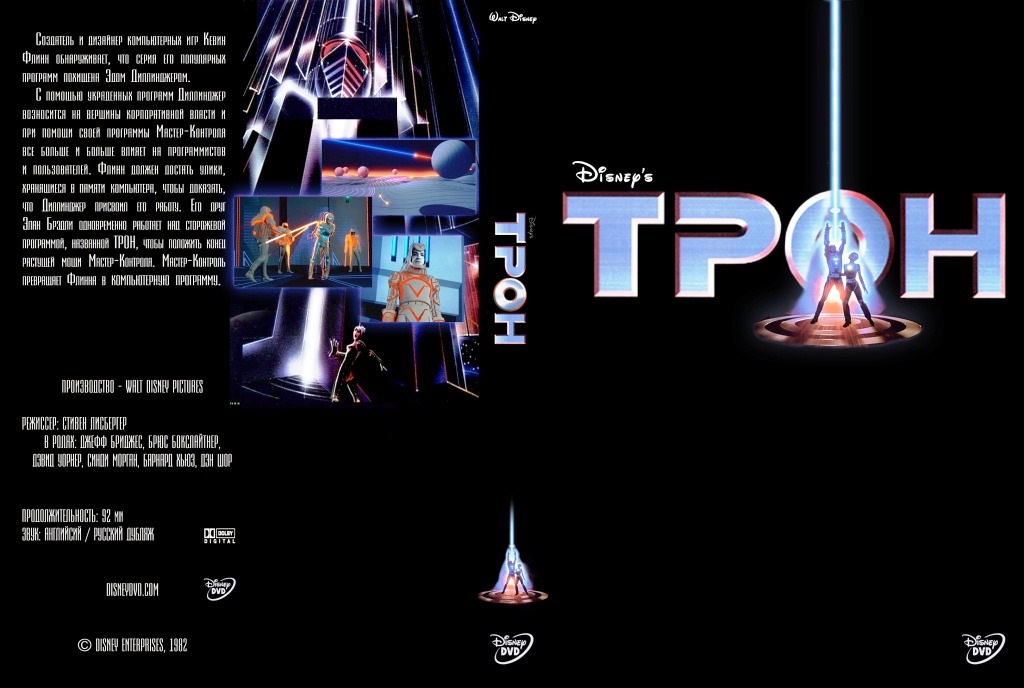 Создатель и дизайнер компьютерных игр Кевин
Флинн обнаруживает, что серия его популярных
программ похищена Эдом Диллинджером.
С помощью украденных программ Диллинджер
возносится на вершины корпоративной власти и
при помощи своей программы Мастер-Контроля
все больше и больше влияет на программистов
и пользователей. Флинн должен достать улики,
хранящиеся в памяти компьютера, чтобы доказать,
что Диллинджер присвоил его работу. Его друг
Элан Брэдли одновременно работает над сторожевой
программой, названной ТРОН, чтобы положить конец
растущей мощи Мастер-Контроля. Мастер-Контроль
превращает Флинна в компьютерную программу.
ПРОИЗВОДСТВО - WALT DISNEY PICTURES
РЕЖИССЕР: СТИВЕН ЛИСБЕРГЕР
В РОЛЯХ: ДЖЕФФ БРИДЖЕС, БРЮС БОКСЛАЙТНЕР,
ДЭВИД УОРНЕР, СИНДИ МОРГАН, БАРНАРД ХЬЮЗ, ДЭН ШОР
ПРОДОЛЖИТЕЛЬНОСТЬ: 92 мин
ЗВУК: АНГЛИЙСИЙ / РУССКИЙ ДУБЛЯЖ
DOLBY
DIGITAL
DISNEYDVD.COM
Disney
DVD
© DISNEY ENTERPRISES, 1982
Walt Disney
Disney's
ТРОН
Disney
DVD
Disney's
ТРОН
Disney
DVD